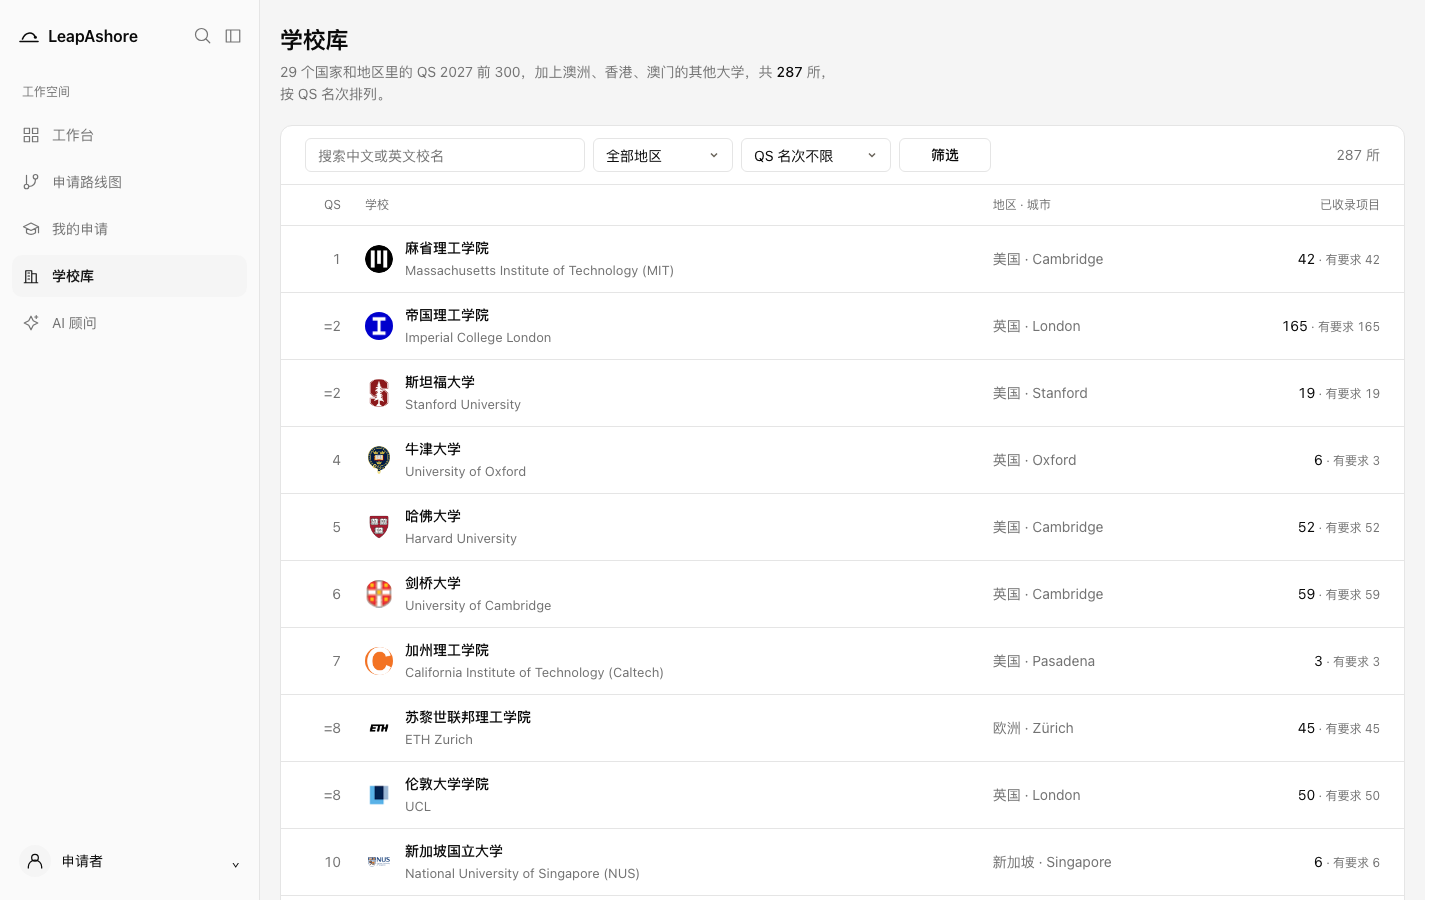 LeapAshore
工作空间
工作台
申请路线图
我的申请
学校库
AI 顾问
申请者
学校库
29 个国家和地区里的 QS 2027 前 300，加上澳洲、香港、澳门的其他大学，共 287 所，
按 QS 名次排列。
搜索中文或英文校名 全部地区 QS 名次不限 筛选 287 所
QS 学校 地区 · 城市 已收录项目
1 麻省理工学院 美国 · Cambridge 42 · 有要求 42
Massachusetts Institute of Technology (MIT)
=2 帝国理工学院 英国 · London 165 · 有要求 165
Imperial College London
=2 斯坦福大学 美国 · Stanford 19 · 有要求 19
Stanford University
4 牛津大学 英国 · Oxford 6 · 有要求 3
University of Oxford
5 哈佛大学 美国 · Cambridge 52 · 有要求 52
Harvard University
6 剑桥大学 英国 · Cambridge 59 · 有要求 59
University of Cambridge
7 加州理工学院 美国 · Pasadena 3 · 有要求 3
California Institute of Technology (Caltech)
=8 ETH 苏黎世联邦理工学院 欧洲 · Zürich 45 · 有要求 45
ETH Zurich
=8 伦敦大学学院 英国 · London 50 · 有要求 50
UCL
10 NUS 新加坡国立大学 新加坡 · Singapore 6 · 有要求 6
National University of Singapore (NUS)